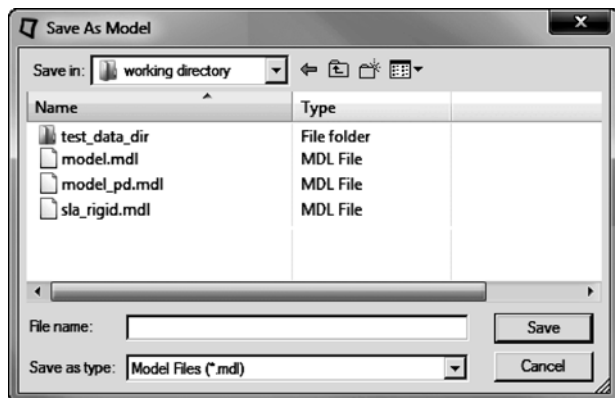 Save As Model
Save in: working directory
Name Type
test_data_dir File folder
model.mdl MDL File
model_pd.mdl MDL File
sla_rigid.mdl MDL File
File name: Save
Save as type: Model Files (*.mdl) Cancel